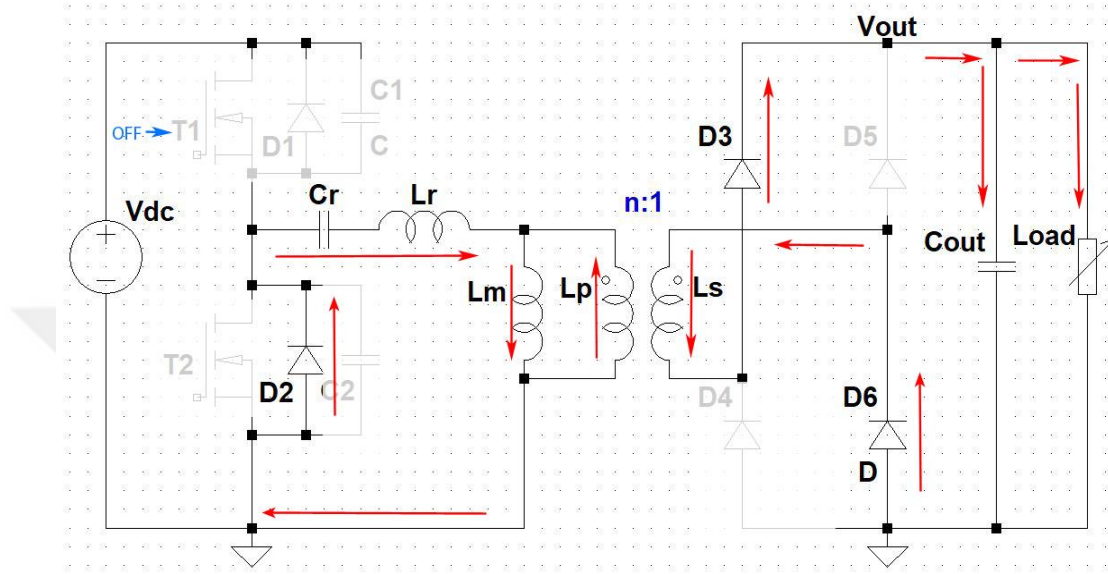 Vout
C1
OFF
T1
D1
C
D3
D5
Cr
Lr
n:1
Vdc
Cout
Load
Lm
Lp
Ls
T2
D2
C2
D4
D6
D